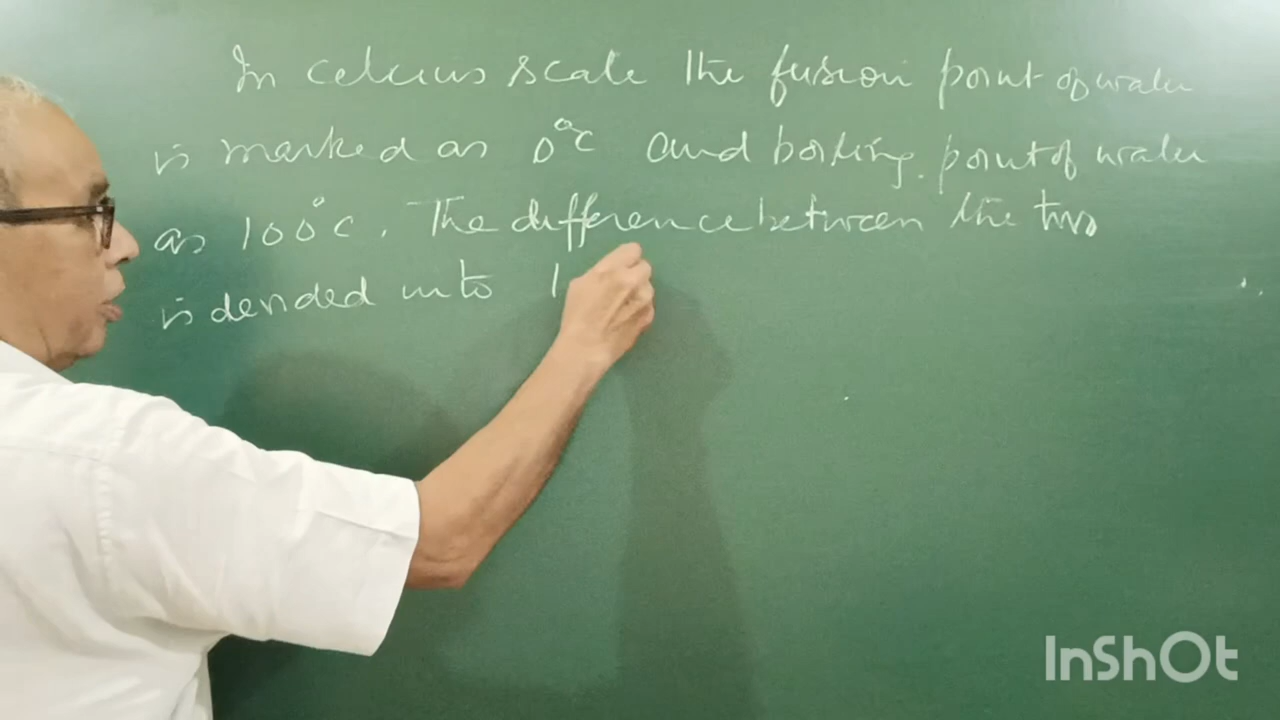 In celcius scale the fusion point of water
is marked as 0°C and boiling point of water
as 100°C. The difference between the two
is devided into 1
InShOt